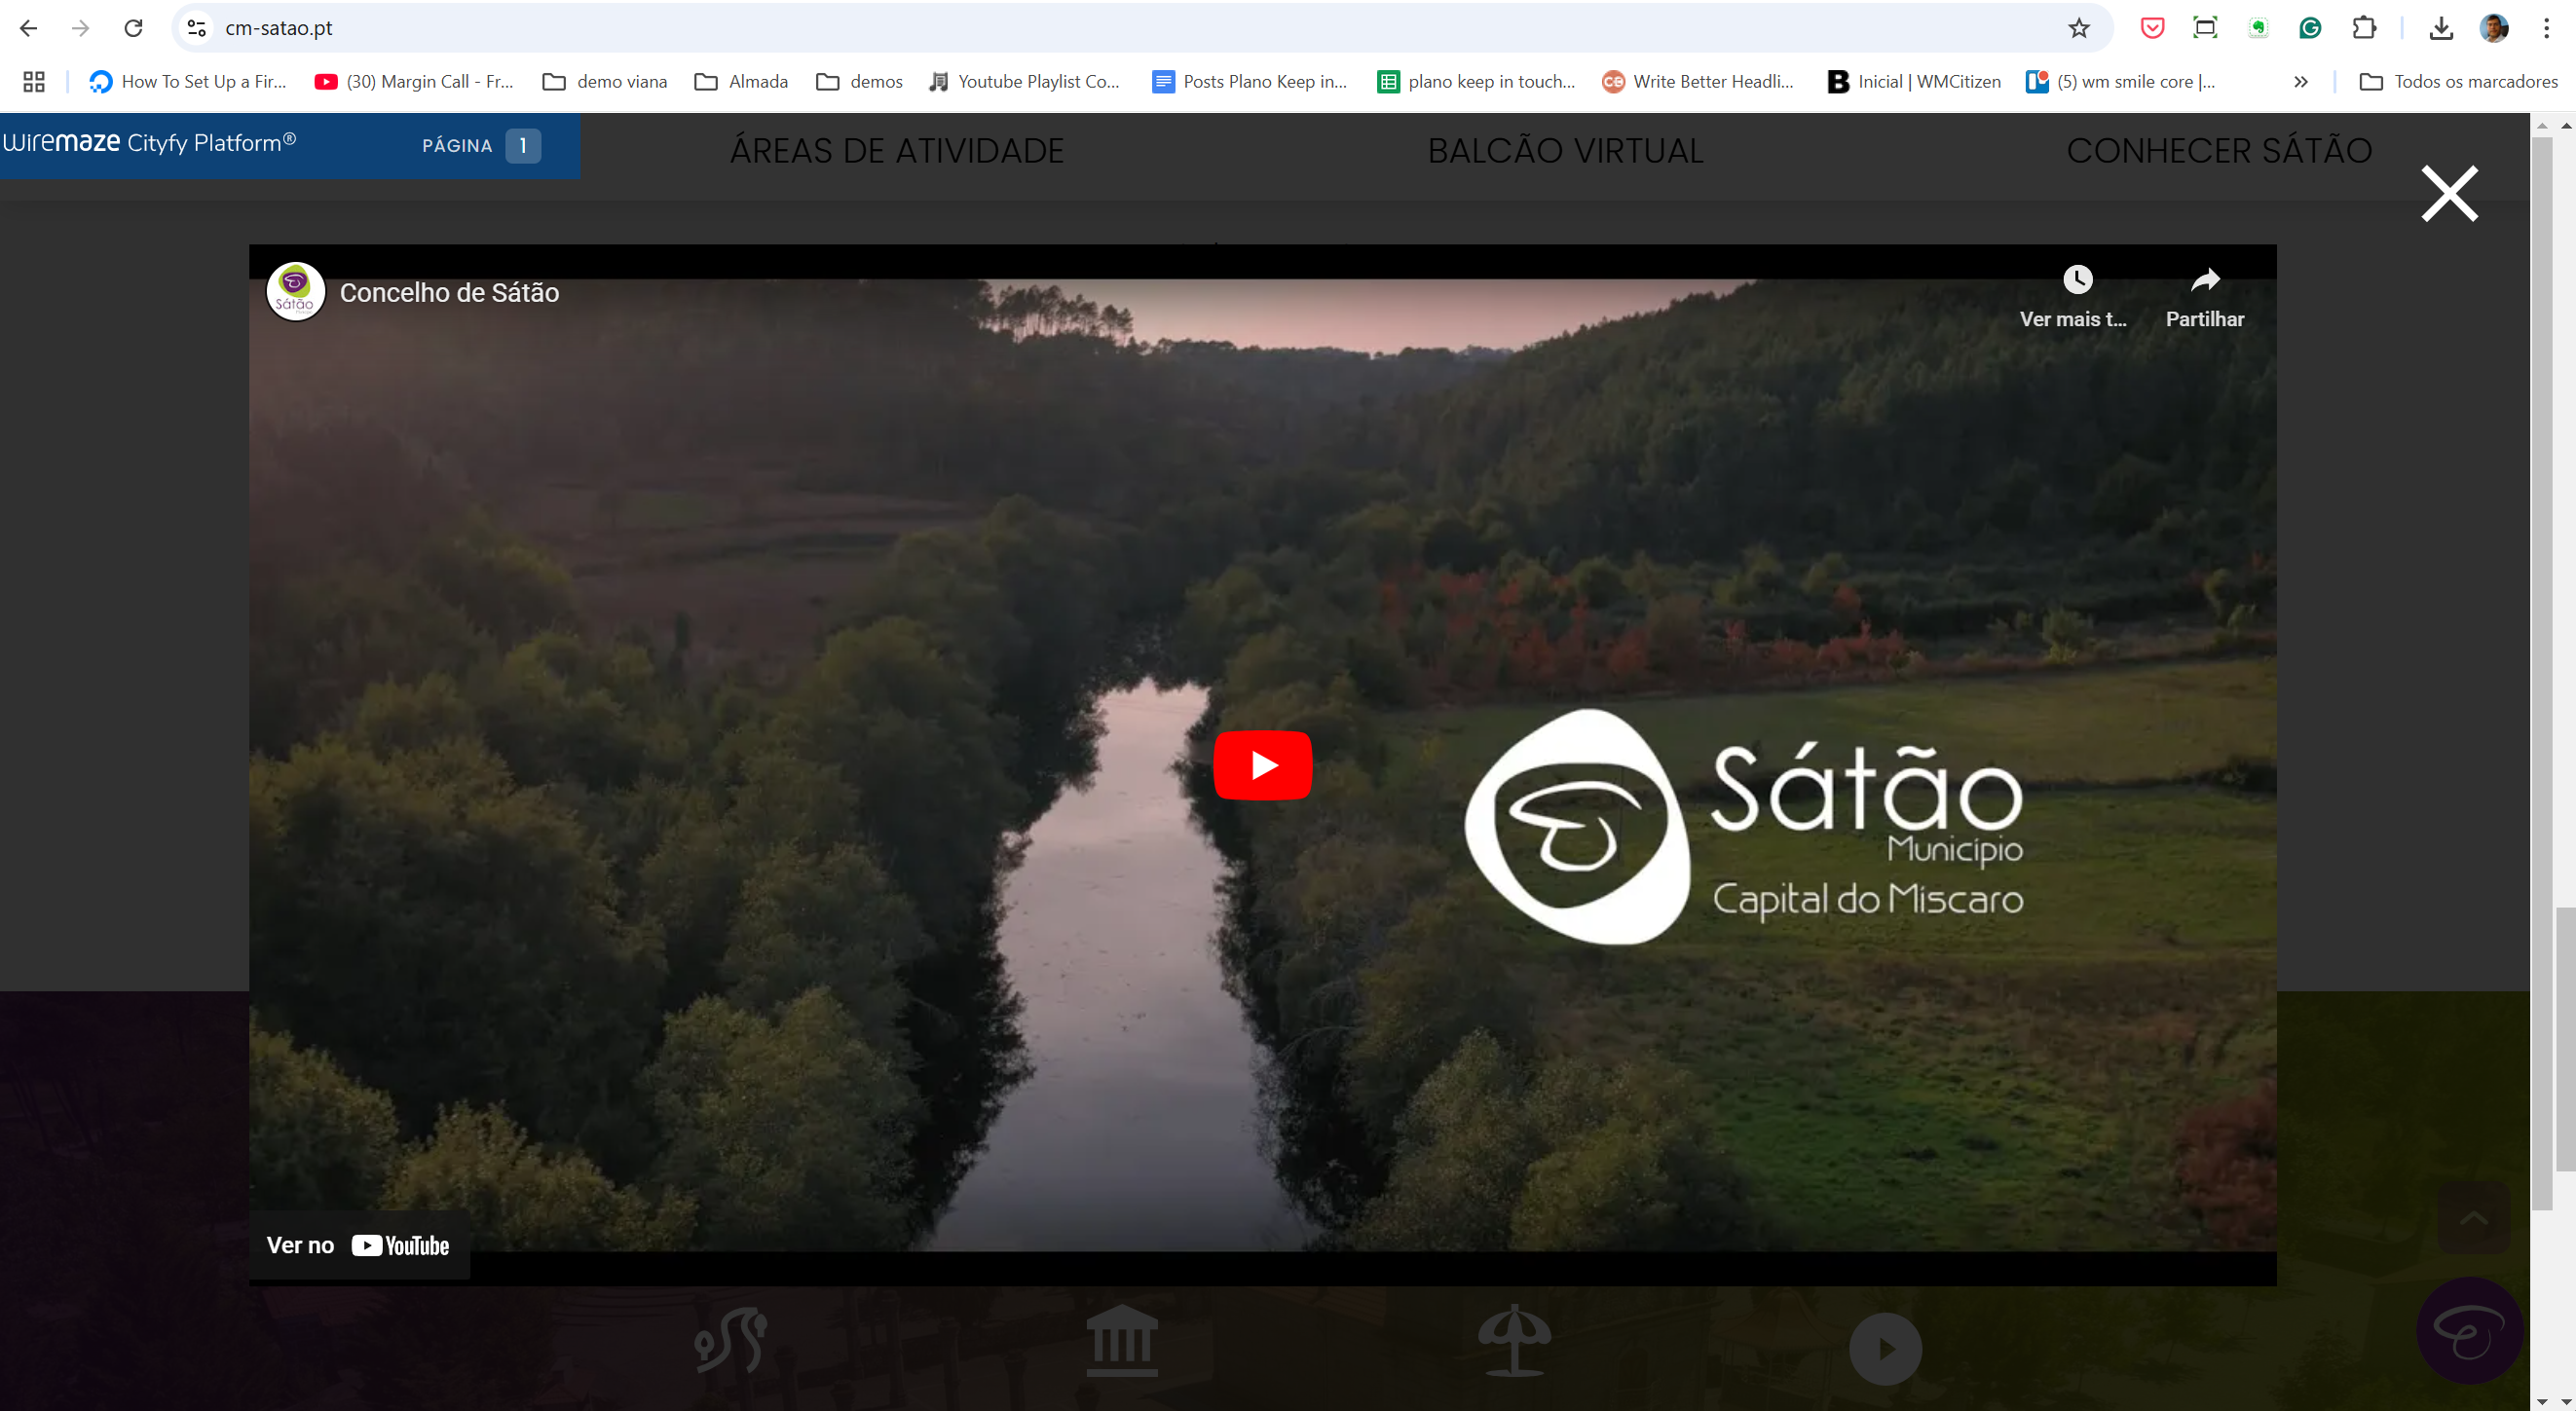 cm-satao.pt
How To Set Up a Fir...
(30) Margin Call - Fr...
demo viana
Almada
demos
Youtube Playlist Co...
Posts Plano Keep in...
plano keep in touch...
Write Better Headli...
Inicial | WMCitizen
(5) wm smile core |...
Todos os marcadores
wiremaze Cityfy Platform®
PÁGINA 1
ÁREAS DE ATIVIDADE
BALCÃO VIRTUAL
CONHECER SÁTÃO
Sátão
Concelho de Sátão
Ver mais t...
Partilhar
Sátão
Município
Capital do Míscaro
Ver no YouTube